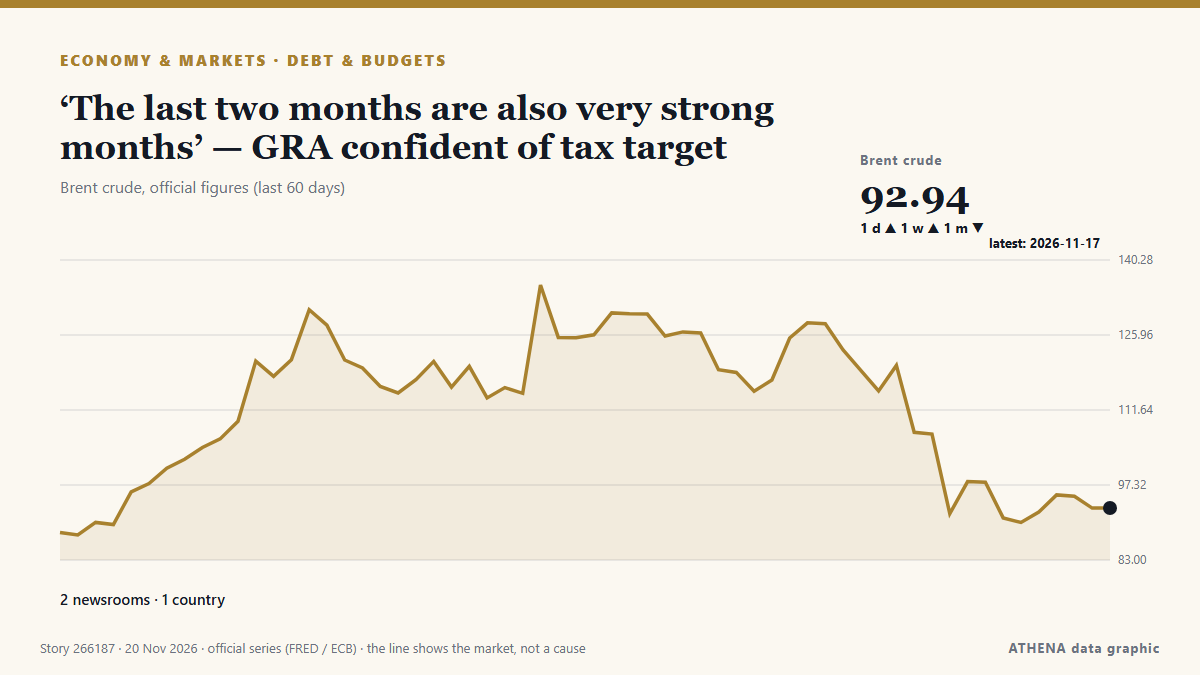 ECONOMY & MARKETS · DEBT & BUDGETS
‘The last two months are also very strong
months’ — GRA confident of tax target
Brent crude, official figures (last 60 days)
Brent crude
92.94
1 d ▲ 1 w ▲ 1 m ▼
latest: 2026-11-17
140.28
125.96
111.64
97.32
83.00
2 newsrooms · 1 country
Story 266187 · 20 Nov 2026 · official series (FRED / ECB) · the line shows the market, not a cause
ATHENA data graphic